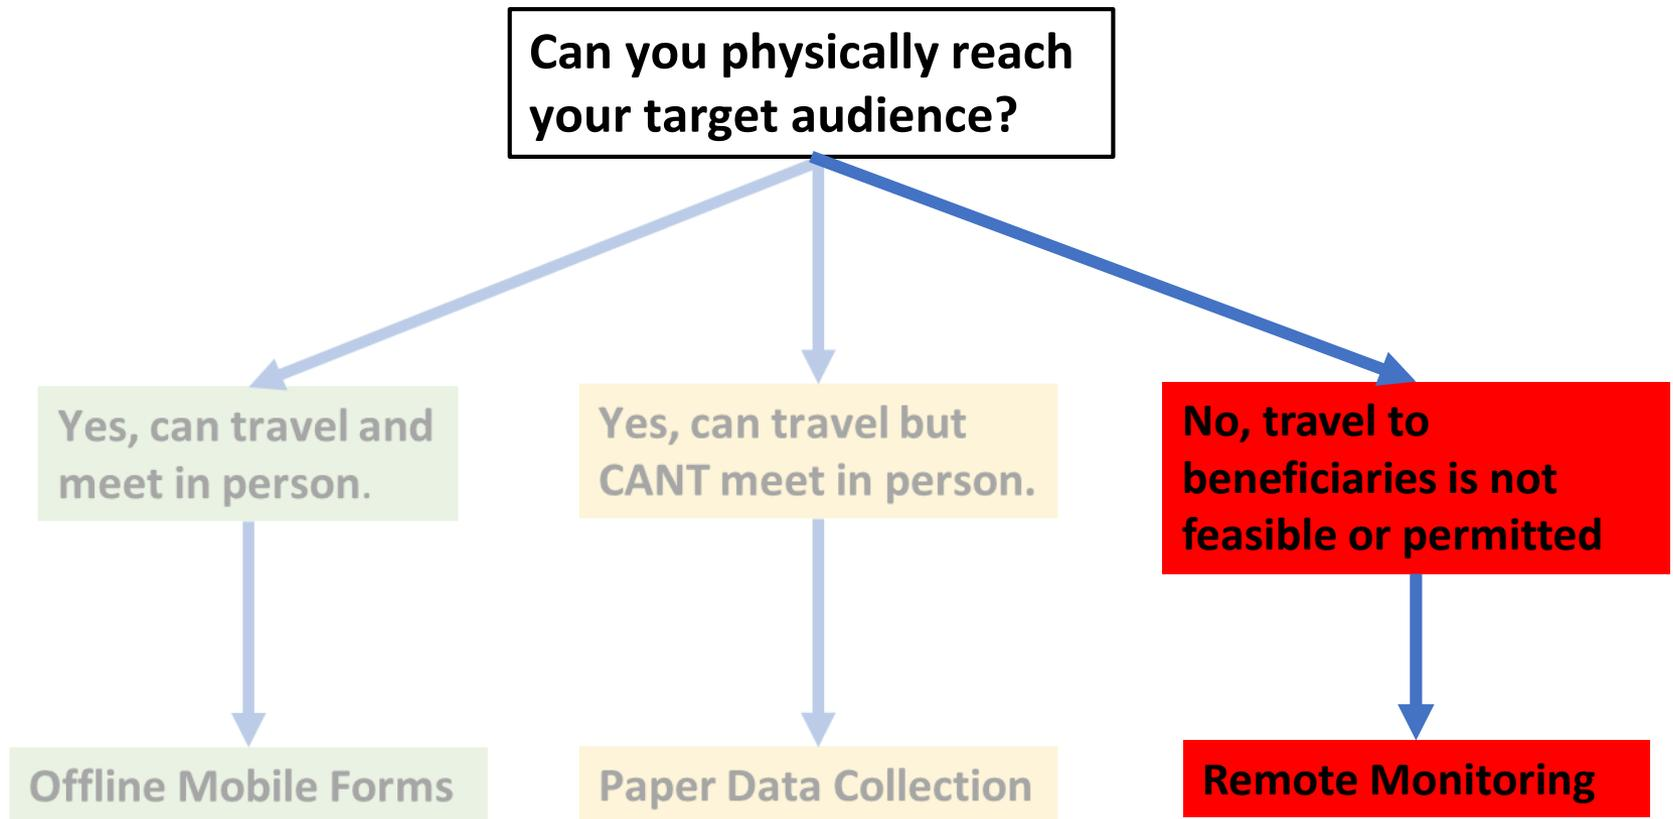 Can you physically reach
your target audience?
Yes, can travel and
meet in person.
Yes, can travel but
CANT meet in person.
No, travel to
beneficiaries is not
feasible or permitted
Offline Mobile Forms
Paper Data Collection
Remote Monitoring